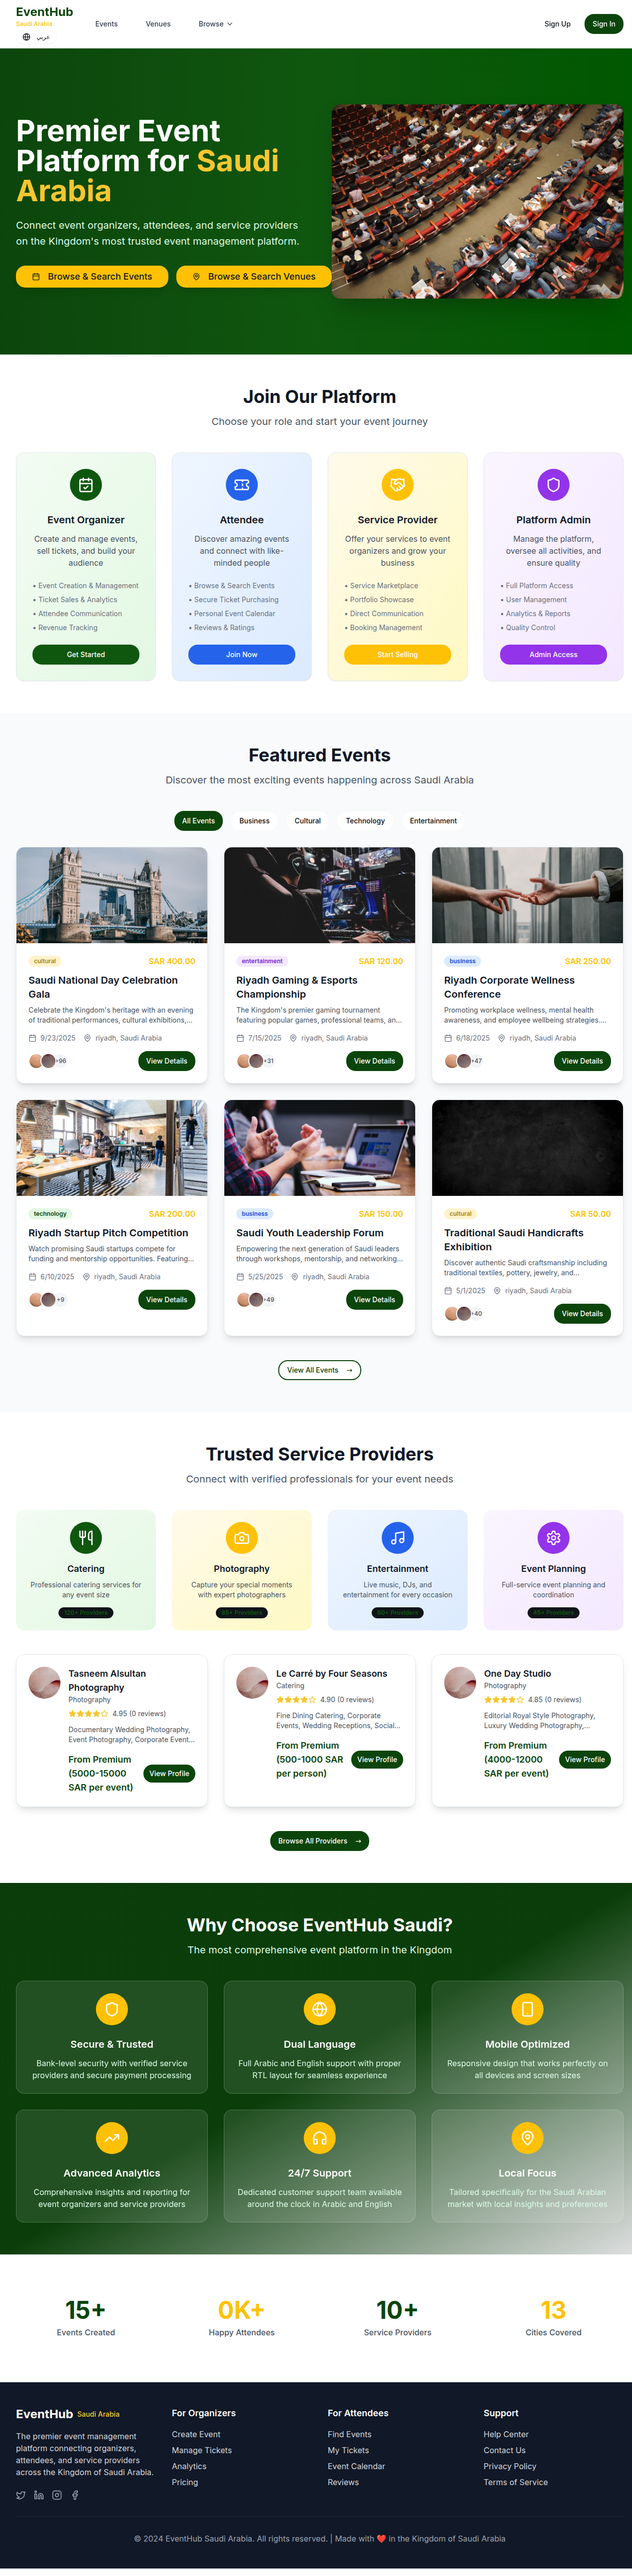 EventHub
Saudi Arabia
عربي
Events
Venues
Browse
Sign Up
Sign In
Premier Event
Platform for Saudi
Arabia
Connect event organizers, attendees, and service providers
on the Kingdom's most trusted event management platform.
Browse & Search Events
Browse & Search Venues
Join Our Platform
Choose your role and start your event journey
Event Organizer
Create and manage events,
sell tickets, and build your
audience
• Event Creation & Management
• Ticket Sales & Analytics
• Attendee Communication
• Revenue Tracking
Get Started
Attendee
Discover amazing events
and connect with like-
minded people
• Browse & Search Events
• Secure Ticket Purchasing
• Personal Event Calendar
• Reviews & Ratings
Join Now
Service Provider
Offer your services to event
organizers and grow your
business
• Service Marketplace
• Portfolio Showcase
• Direct Communication
• Booking Management
Start Selling
Platform Admin
Manage the platform,
oversee all activities, and
ensure quality
• Full Platform Access
• User Management
• Analytics & Reports
• Quality Control
Admin Access
Featured Events
Discover the most exciting events happening across Saudi Arabia
All Events
Business
Cultural
Technology
Entertainment
cultural
SAR 400.00
Saudi National Day Celebration
Gala
Celebrate the Kingdom's heritage with an evening
of traditional performances, cultural exhibitions,...
9/23/2025
riyadh, Saudi Arabia
+96
View Details
entertainment
SAR 120.00
Riyadh Gaming & Esports
Championship
The Kingdom's premier gaming tournament
featuring popular games, professional teams, an...
7/15/2025
riyadh, Saudi Arabia
+31
View Details
business
SAR 250.00
Riyadh Corporate Wellness
Conference
Promoting workplace wellness, mental health
awareness, and employee wellbeing strategies....
6/18/2025
riyadh, Saudi Arabia
+47
View Details
technology
SAR 200.00
Riyadh Startup Pitch Competition
Watch promising Saudi startups compete for
funding and mentorship opportunities. Featuring...
6/10/2025
riyadh, Saudi Arabia
+9
View Details
business
SAR 150.00
Saudi Youth Leadership Forum
Empowering the next generation of Saudi leaders
through workshops, mentorship, and networking...
5/25/2025
riyadh, Saudi Arabia
+49
View Details
cultural
SAR 50.00
Traditional Saudi Handicrafts
Exhibition
Discover authentic Saudi craftsmanship including
traditional textiles, pottery, jewelry, and...
5/1/2025
riyadh, Saudi Arabia
+40
View Details
View All Events →
Trusted Service Providers
Connect with verified professionals for your event needs
Catering
Professional catering services for
any event size
120+ Providers
Photography
Capture your special moments
with expert photographers
Providers
Entertainment
Live music, DJs, and
entertainment for every occasion
Providers
Event Planning
Full-service event planning and
coordination
Providers
Tasneem Alsultan
Photography
Photography
4.95 (0 reviews)
Documentary Wedding Photography,
Event Photography, Corporate Event...
From Premium
(5000-15000
SAR per event)
View Profile
Le Carré by Four Seasons
Catering
4.90 (0 reviews)
Fine Dining Catering, Corporate
Events, Wedding Receptions, Social...
From Premium
(500-1000 SAR
per person)
View Profile
One Day Studio
Photography
4.85 (0 reviews)
Editorial Royal Style Photography,
Luxury Wedding Photography,...
From Premium
(4000-12000
SAR per event)
View Profile
Browse All Providers →
Why Choose EventHub Saudi?
The most comprehensive event platform in the Kingdom
Secure & Trusted
Bank-level security with verified service
providers and secure payment processing
Dual Language
Full Arabic and English support with proper
RTL layout for seamless experience
Mobile Optimized
Responsive design that works perfectly on
all devices and screen sizes
Advanced Analytics
Comprehensive insights and reporting for
event organizers and service providers
24/7 Support
Dedicated customer support team available
around the clock in Arabic and English
Local Focus
Tailored specifically for the Saudi Arabian
market with local insights and preferences
15+
Events Created
0K+
Happy Attendees
10+
Service Providers
13
Cities Covered
EventHub Saudi Arabia
The premier event management
platform connecting organizers,
attendees, and service providers
across the Kingdom of Saudi Arabia.
For Organizers
Create Event
Manage Tickets
Analytics
Pricing
For Attendees
Find Events
My Tickets
Event Calendar
Reviews
Support
Help Center
Contact Us
Privacy Policy
Terms of Service
© 2024 EventHub Saudi Arabia. All rights reserved. | Made with ❤️ in the Kingdom of Saudi Arabia